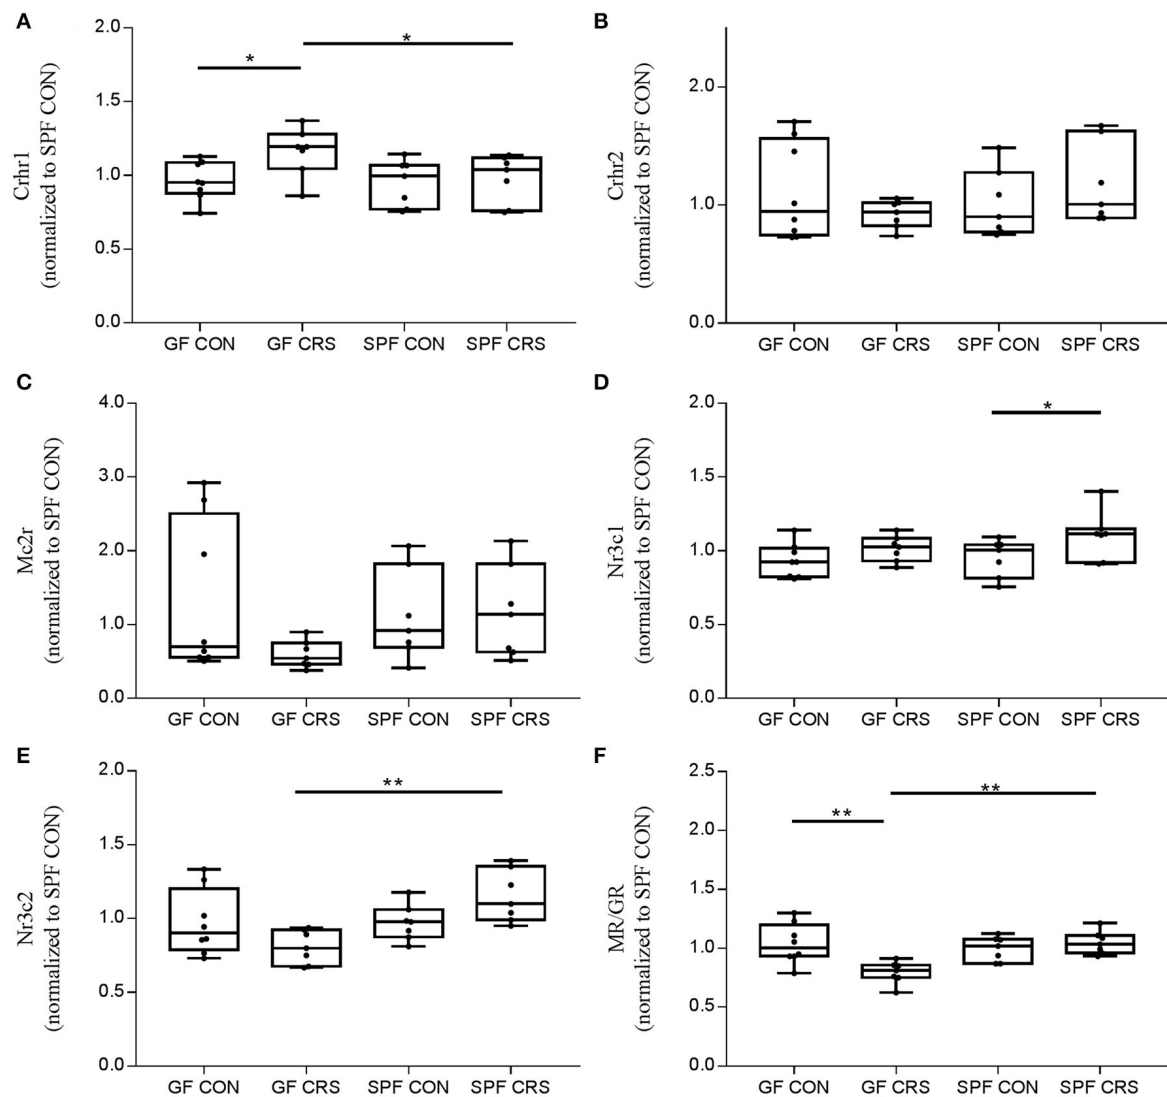 A
Crhr1
(normalized to SPF CON)
2.0
1.5
1.0
0.5
0.0
*
*
GF CON GF CRS SPF CON SPF CRS
B
Crhr2
(normalized to SPF CON)
2.0
1.0
0.0
GF CON GF CRS SPF CON SPF CRS
C
Mc2r
(normalized to SPF CON)
4.0
3.0
2.0
1.0
0.0
GF CON GF CRS SPF CON SPF CRS
D
Nr3c1
(normalized to SPF CON)
2.0
1.5
1.0
0.5
0.0
*
GF CON GF CRS SPF CON SPF CRS
E
Nr3c2
(normalized to SPF CON)
2.0
1.5
1.0
0.5
0.0
**
GF CON GF CRS SPF CON SPF CRS
F
MR/GR
(normalized to SPF CON)
2.5
2.0
1.5
1.0
0.5
0.0
**
**
GF CON GF CRS SPF CON SPF CRS